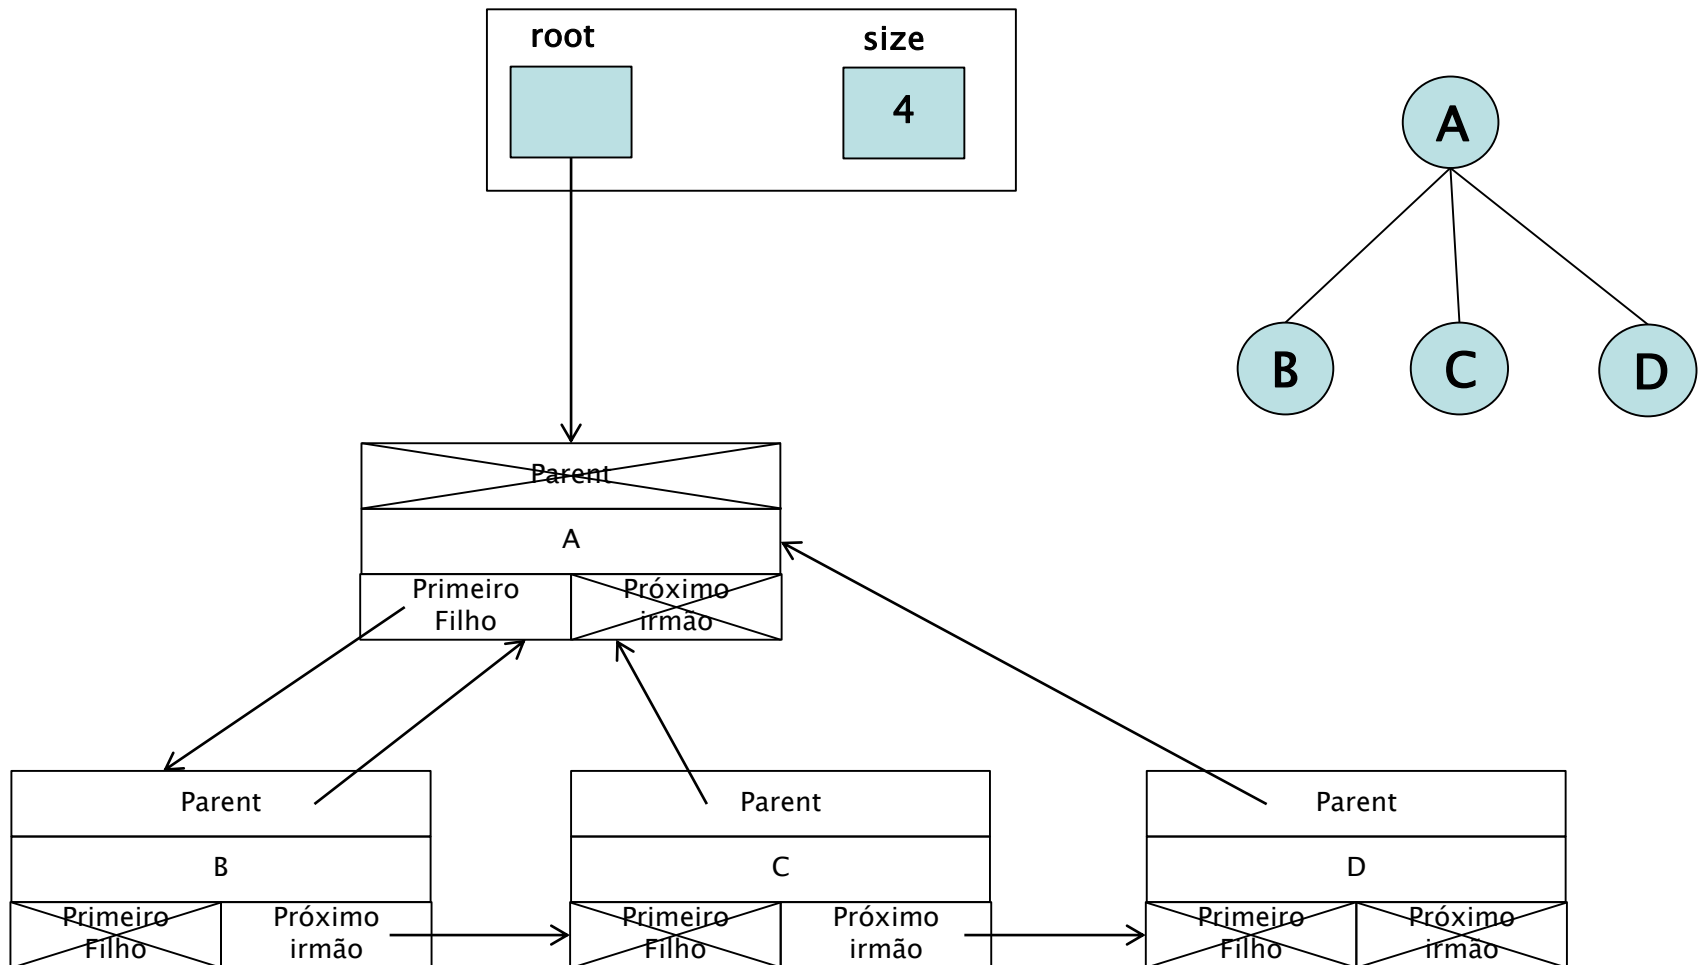 root
size
4
A
B
C
D
Parent
A
Primeiro
Filho
Próximo
irmão
Parent
B
Primeiro
Filho
Próximo
irmão
Parent
C
Primeiro
Filho
Próximo
irmão
Parent
D
Primeiro
Filho
Próximo
irmão